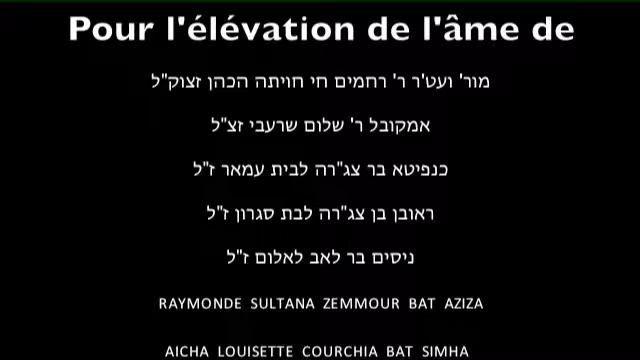 Pour l'élévation de l'âme de
מור' ועט'ר ר' רחמים חי חויתה הכהן זצוק"ל
אמקובל ר' שלום שרעבי זצ"ל
כנפיטא בר צג"רה לבית עמאר ז"ל
ראובן בן צג"רה לבת סגרון ז"ל
ניסים בר לאב לאלום ז"ל
RAYMONDE SULTANA ZEMMOUR BAT AZIZA
AICHA LOUISETTE COURCHIA BAT SIMHA